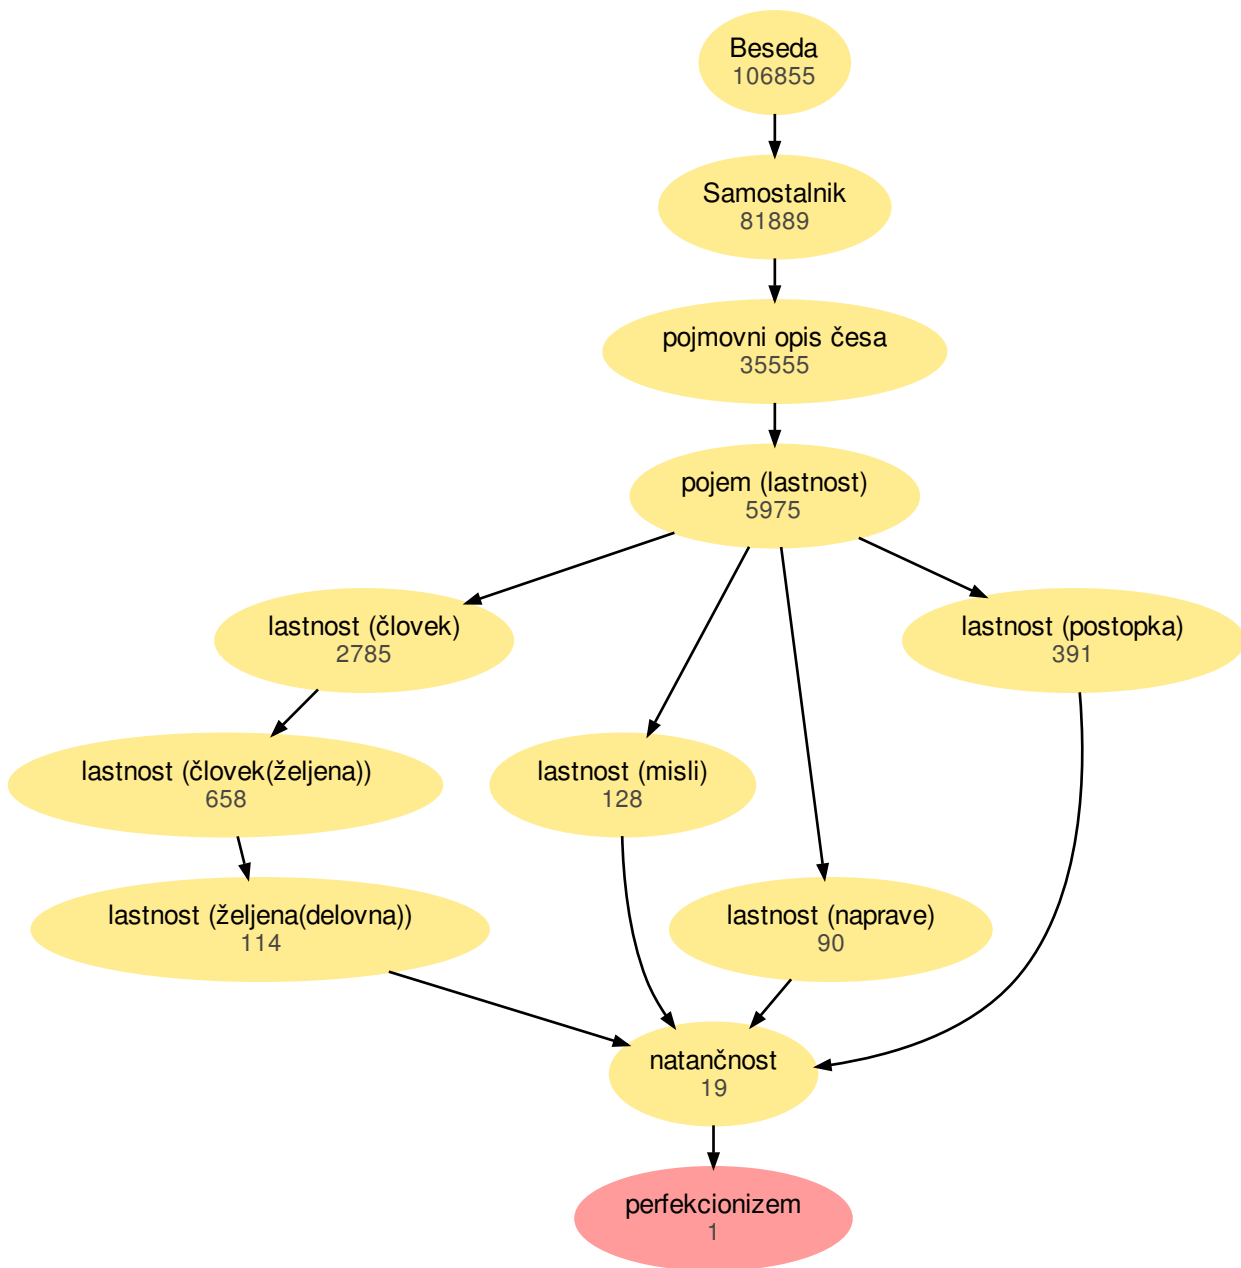 Beseda
106855
Samostalnik
81889
pojmovni opis česa
35555
pojem (lastnost)
5975
lastnost (človek)
2785
lastnost (postopka)
391
lastnost (človek(željena))
658
lastnost (misli)
128
lastnost (željena(delovna))
114
lastnost (naprave)
90
natančnost
19
perfekcionizem
1